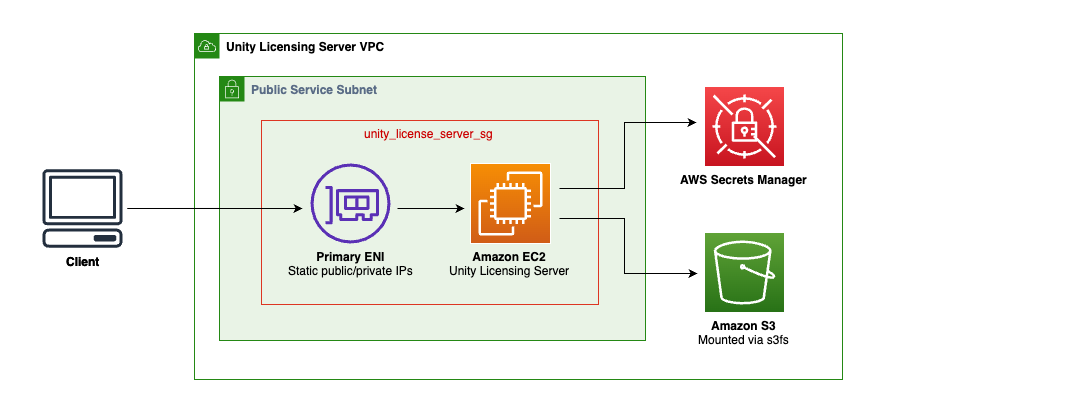 Unity Licensing Server VPC
Public Service Subnet
unity_license_server_sg
Client
Primary ENI
Static public/private IPs
Amazon EC2
Unity Licensing Server
AWS Secrets Manager
Amazon S3
Mounted via s3fs